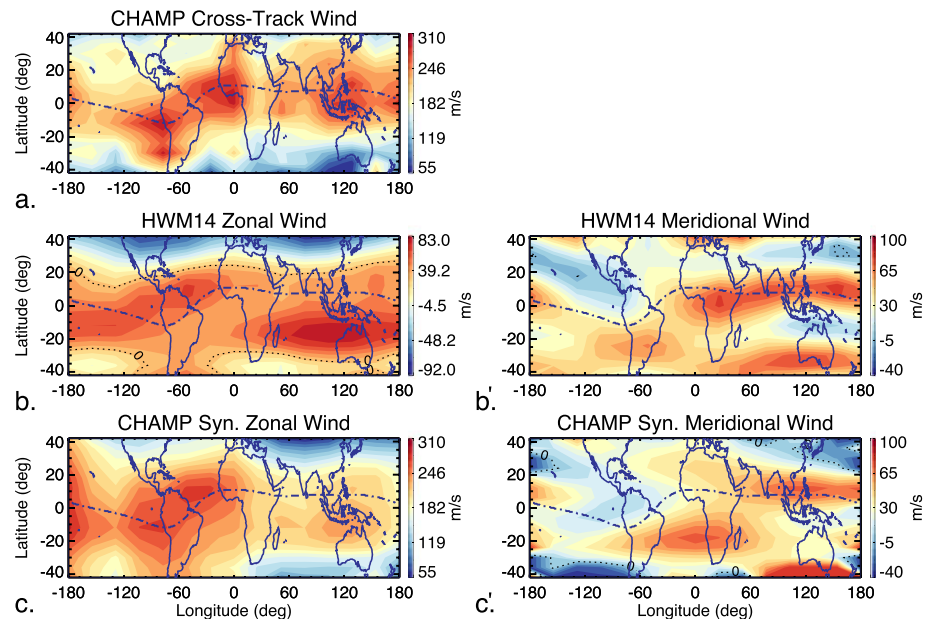 CHAMP Cross-Track Wind
Latitude (deg)
40
20
0
-20
-40
-180 -120 -60 0 60 120 180
310
246
182
119
55
m/s
a.
HWM14 Zonal Wind
Latitude (deg)
40
20
0
-20
-40
0
0
0
-180 -120 -60 0 60 120 180
83.0
39.2
-4.5
-48.2
-92.0
m/s
b.
HWM14 Meridional Wind
40
20
0
-20
-40
-180 -120 -60 0 60 120 180
100
65
30
-5
-40
m/s
b'.
CHAMP Syn. Zonal Wind
Latitude (deg)
40
20
0
-20
-40
-180 -120 -60 0 60 120 180
Longitude (deg)
310
246
182
119
55
m/s
c.
CHAMP Syn. Meridional Wind
40
20
0
-20
-40
0
0
0
0
-180 -120 -60 0 60 120 180
Longitude (deg)
100
65
30
-5
-40
m/s
c'.